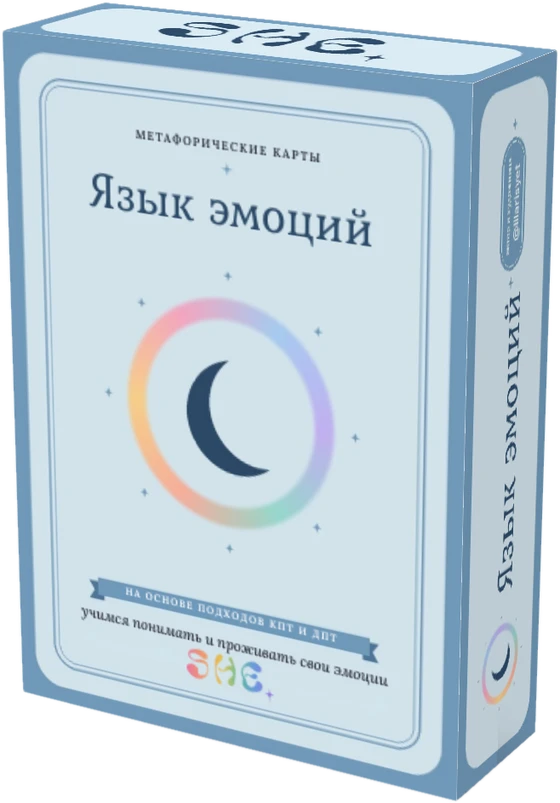 SHE
МЕТАФОРИЧЕСКИЕ КАРТЫ
Язык эмоций
НА ОСНОВЕ ПОДХОДОВ КПТ И ДПТ
учимся понимать и проживать свои эмоции
SHE
Язык эмоций